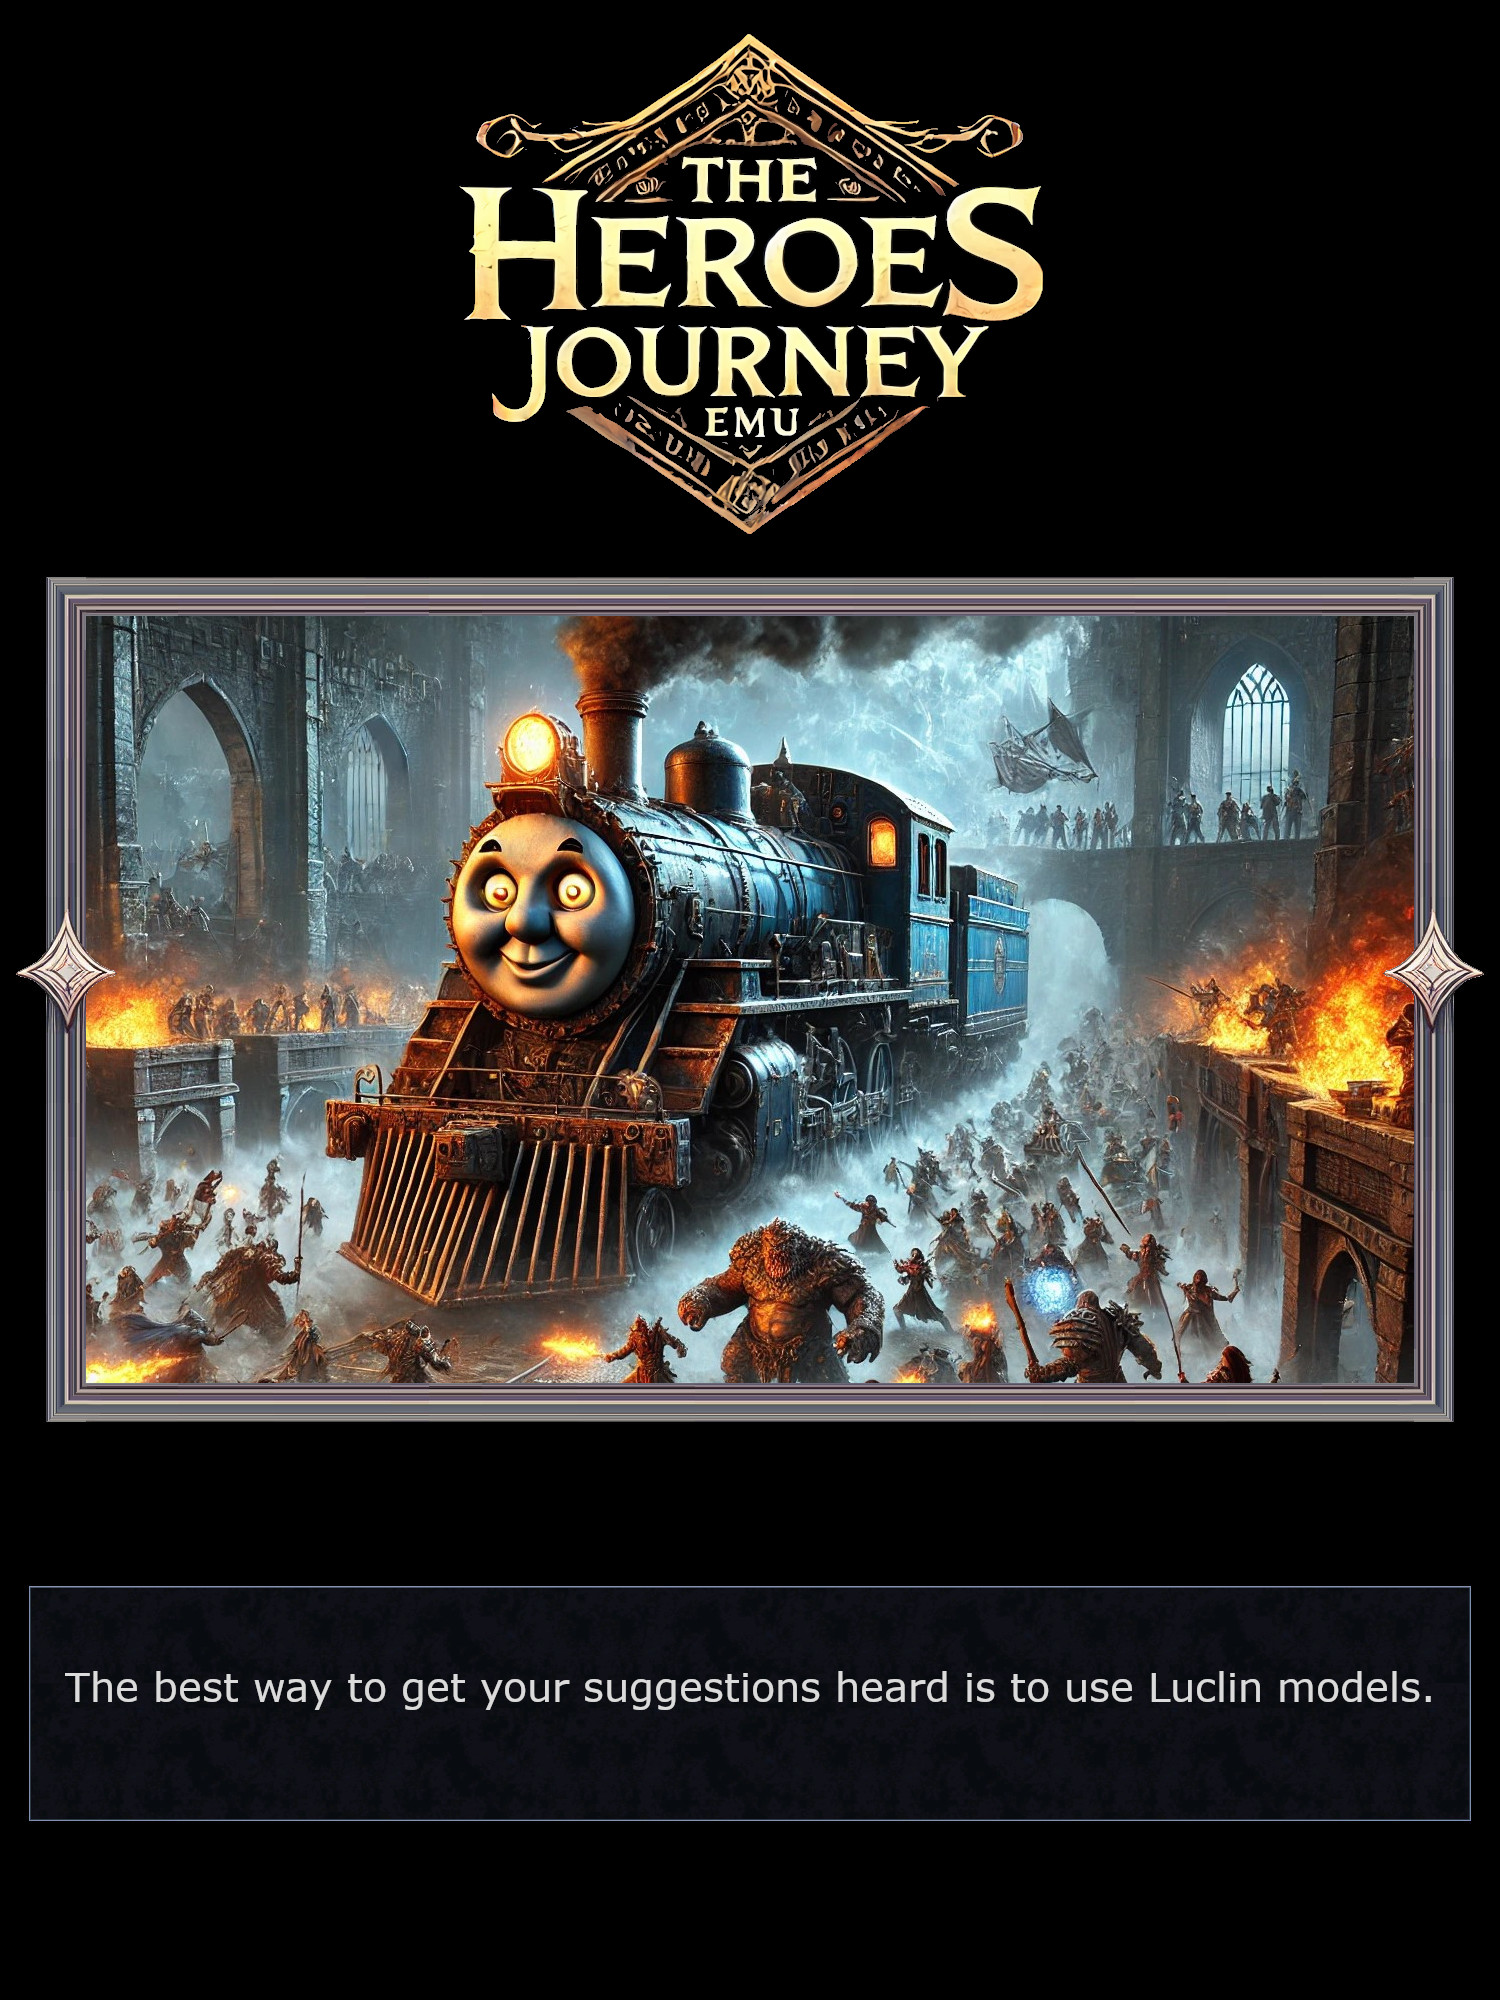 THE
HEROES
JOURNEY
EMU
The best way to get your suggestions heard is to use Luclin models.